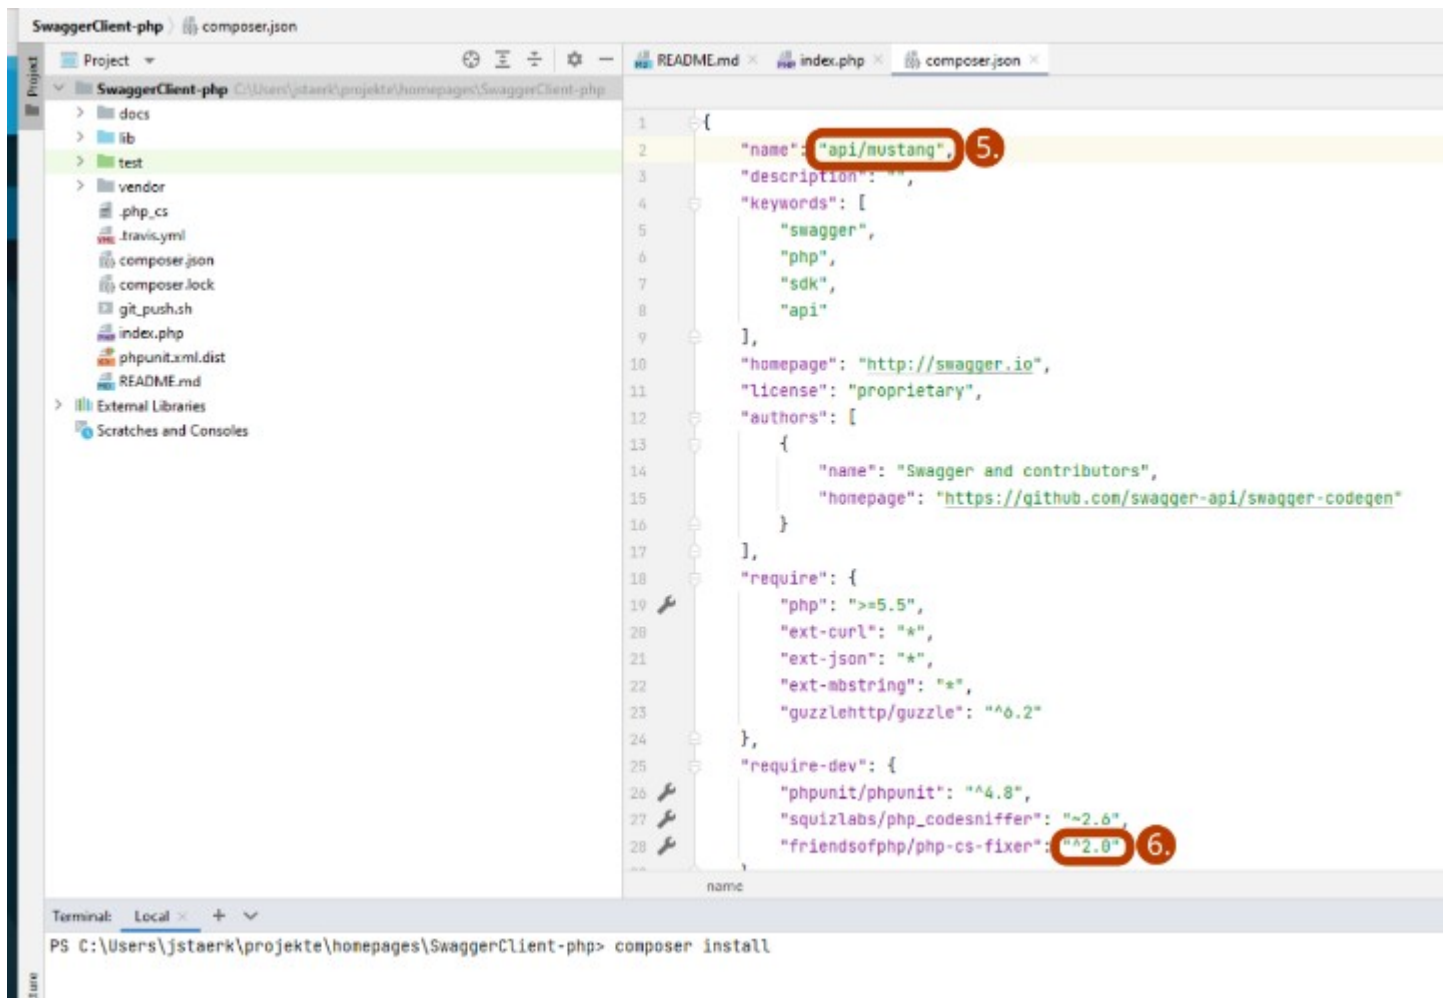 SwaggerClient-php composer.json
Project
Project
README.md index.php composer.json
SwaggerClient-php C:\Users\jstaerk\projekte\homepages\SwaggerClient-php
docs
lib
test
vendor
.php_cs
.travis.yml
composer.json
composer.lock
git_push.sh
index.php
phpunit.xml.dist
README.md
External Libraries
Scratches and Consoles
1 {
2 "name": "api/mustang", 5.
3 "description": "",
4 "keywords": [
5 "swagger",
6 "php",
7 "sdk",
8 "api"
9 ],
10 "homepage": "http://swagger.io",
11 "license": "proprietary",
12 "authors": [
13 {
14 "name": "Swagger and contributors",
15 "homepage": "https://github.com/swagger-api/swagger-codegen"
16 }
17 ],
18 "require": {
19 "php": ">=5.5",
20 "ext-curl": "*",
21 "ext-json": "*",
22 "ext-mbstring": "*",
23 "guzzlehttp/guzzle": "^6.2"
24 },
25 "require-dev": {
26 "phpunit/phpunit": "^4.8",
27 "squizlabs/php_codesniffer": "~2.6",
28 "friendsofphp/php-cs-fixer": "^2.0" 6.
name
Terminal: Local
PS C:\Users\jstaerk\projekte\homepages\SwaggerClient-php> composer install